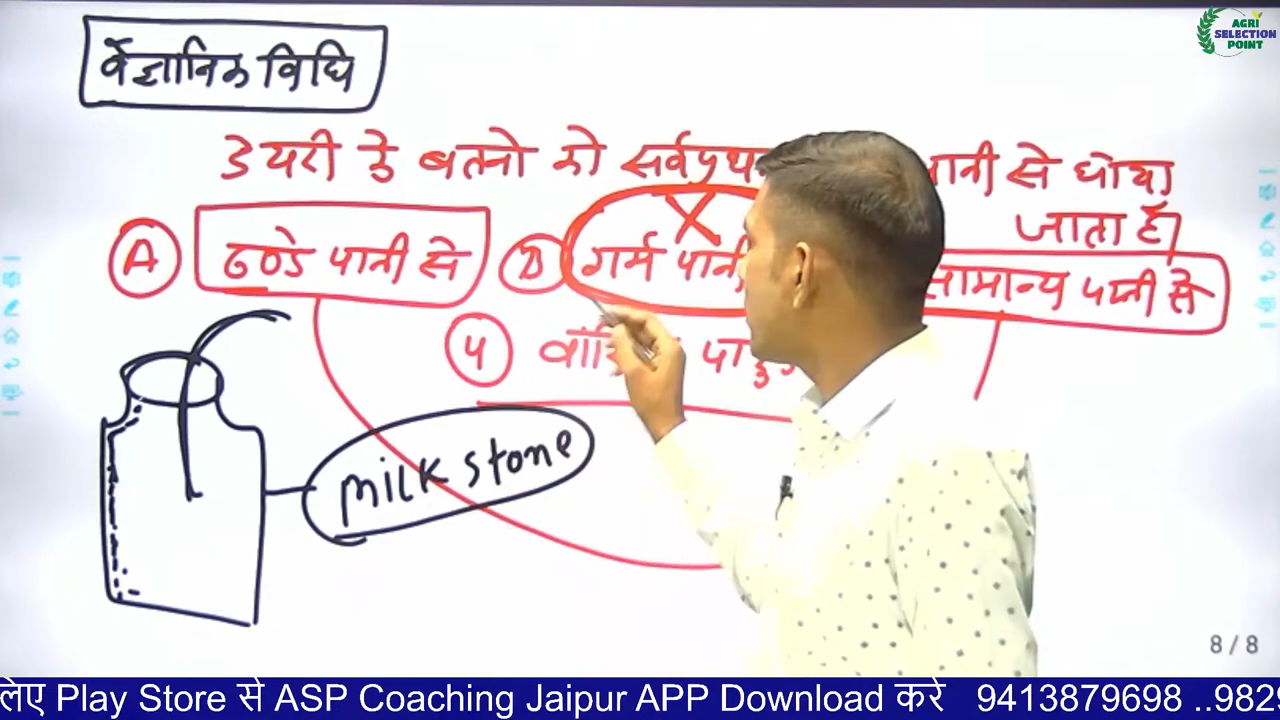 AGRI
SELECTION
POINT
वैज्ञानिक विधि
डेयरी के बर्तनो को सर्वप्रथम पानी से धोया
जाता है।
A ठण्डे पानी से B गर्म पानी सामान्य पानी से
X
4
Milk stone
8 / 8
लिए Play Store से ASP Coaching Jaipur APP Download करें 9413879698 ..982